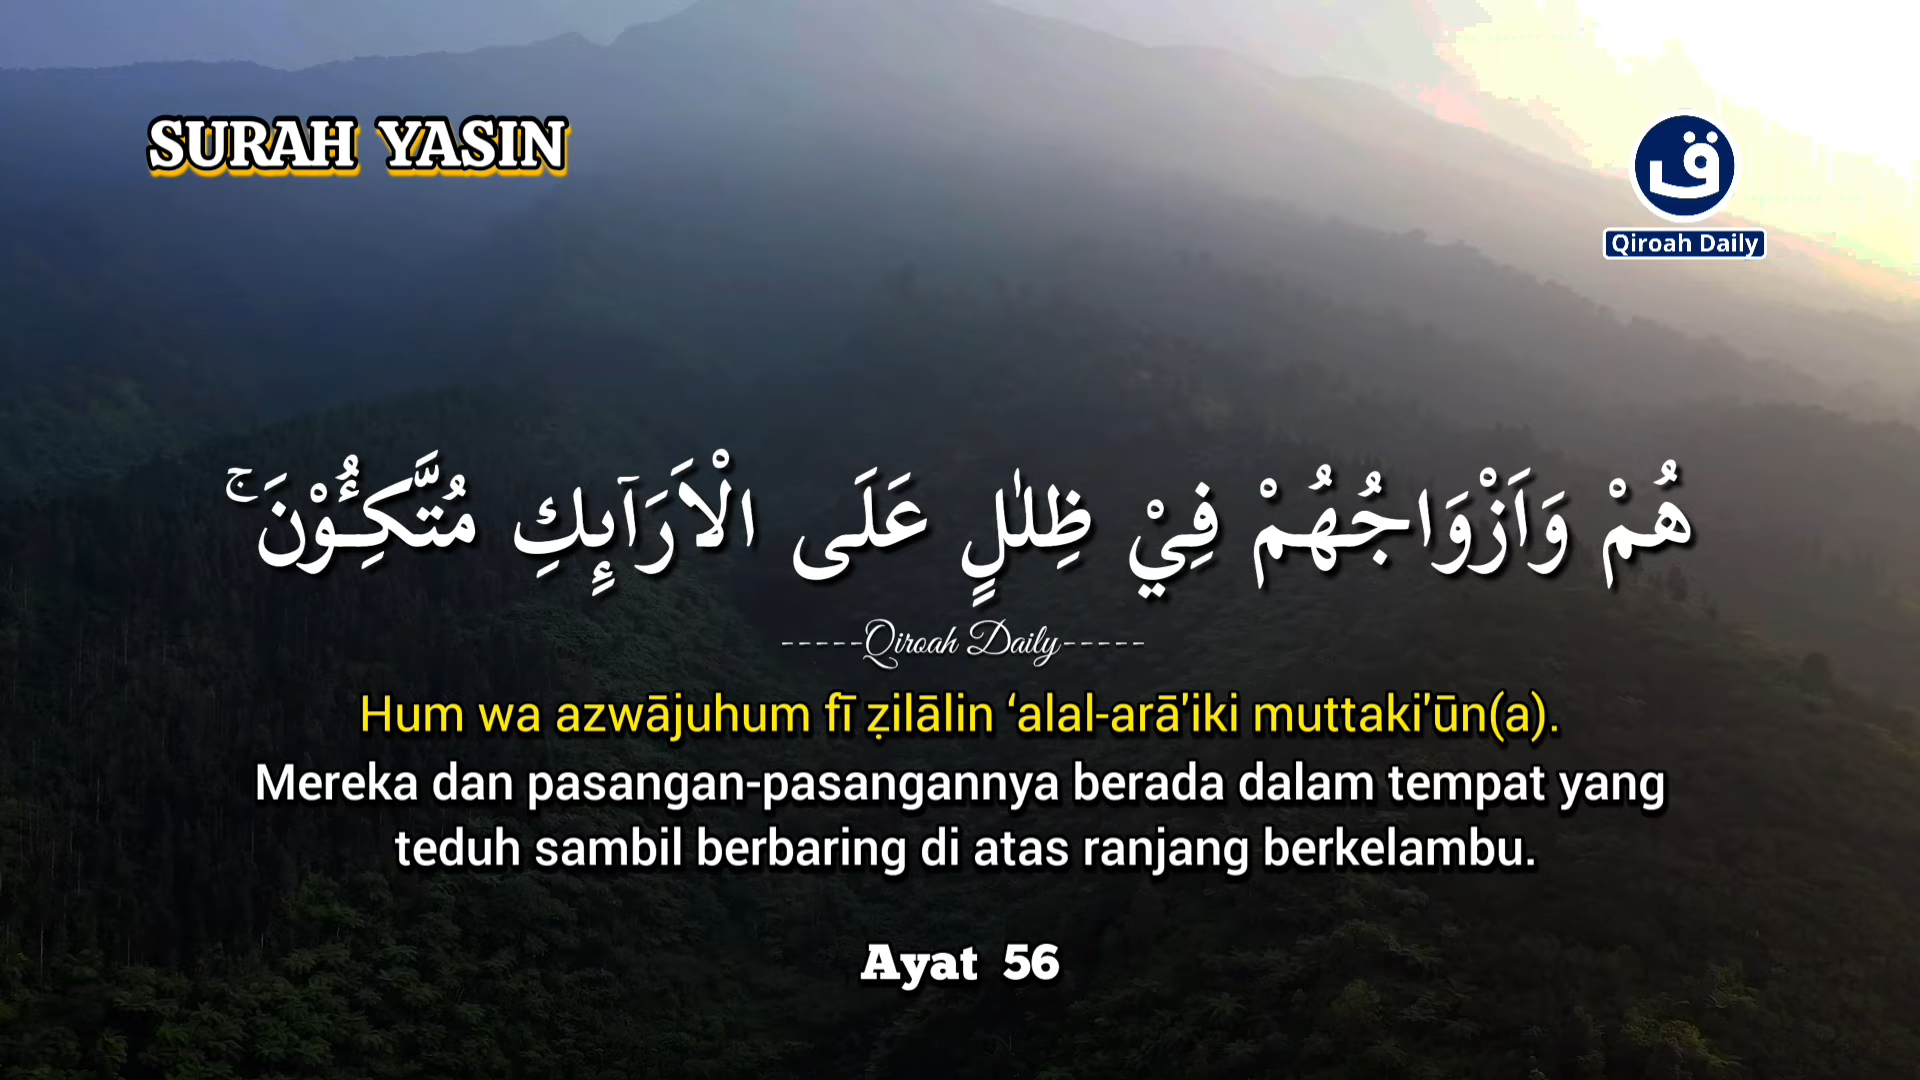 SURAH YASIN
ق
Qiroah Daily
هُمْ وَاَزْوَاجُهُمْ فِيْ ظِلٰلٍ عَلَى الْاَرَاۤىِٕكِ مُتَّكِـُٔوْنَ ۚ
-----Qiroah Daily-----
Hum wa azwājuhum fī ẓilālin ‘alal-arā'iki muttaki'ūn(a).
Mereka dan pasangan-pasangannya berada dalam tempat yang
teduh sambil berbaring di atas ranjang berkelambu.
Ayat 56